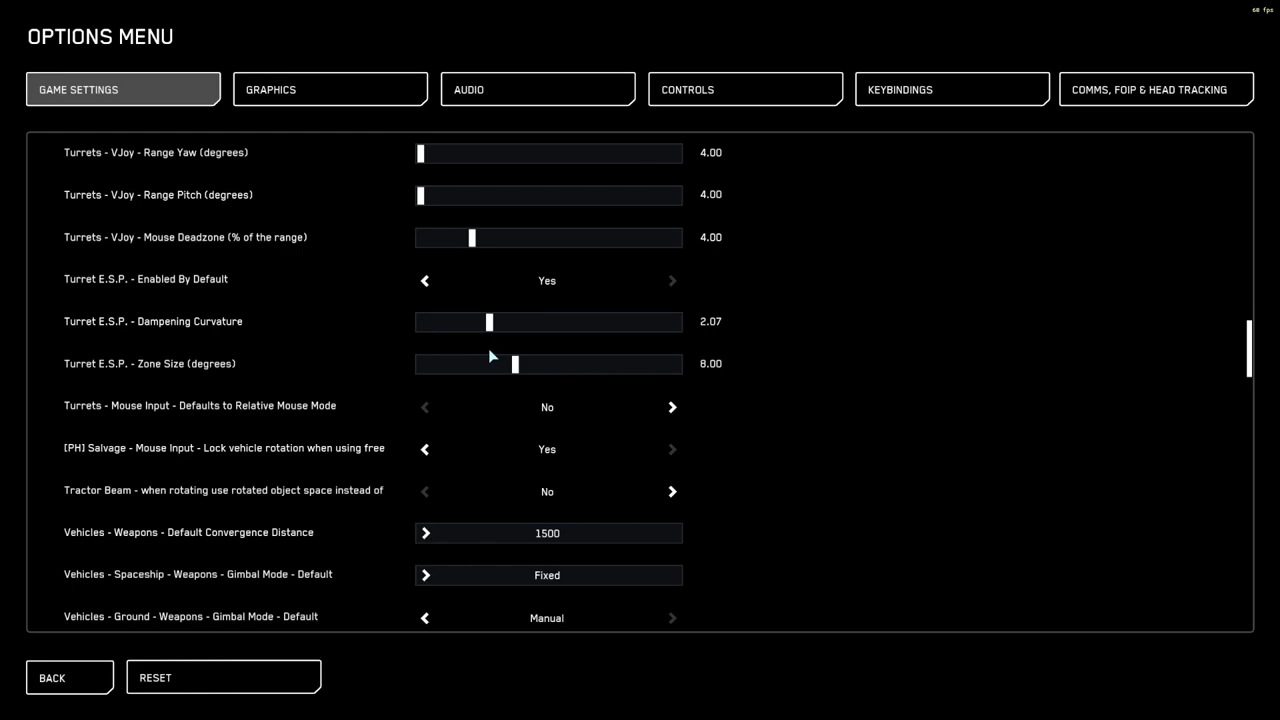 60 fps
OPTIONS MENU
GAME SETTINGS
GRAPHICS
AUDIO
CONTROLS
KEYBINDINGS
COMMS, FOIP & HEAD TRACKING
Turrets - VJoy - Range Yaw (degrees) 4.00
Turrets - VJoy - Range Pitch (degrees) 4.00
Turrets - VJoy - Mouse Deadzone (% of the range) 4.00
Turret E.S.P. - Enabled By Default Yes
Turret E.S.P. - Dampening Curvature 2.07
Turret E.S.P. - Zone Size (degrees) 8.00
Turrets - Mouse Input - Defaults to Relative Mouse Mode No
[PH] Salvage - Mouse Input - Lock vehicle rotation when using free Yes
Tractor Beam - when rotating use rotated object space instead of No
Vehicles - Weapons - Default Convergence Distance 1500
Vehicles - Spaceship - Weapons - Gimbal Mode - Default Fixed
Vehicles - Ground - Weapons - Gimbal Mode - Default Manual
BACK
RESET